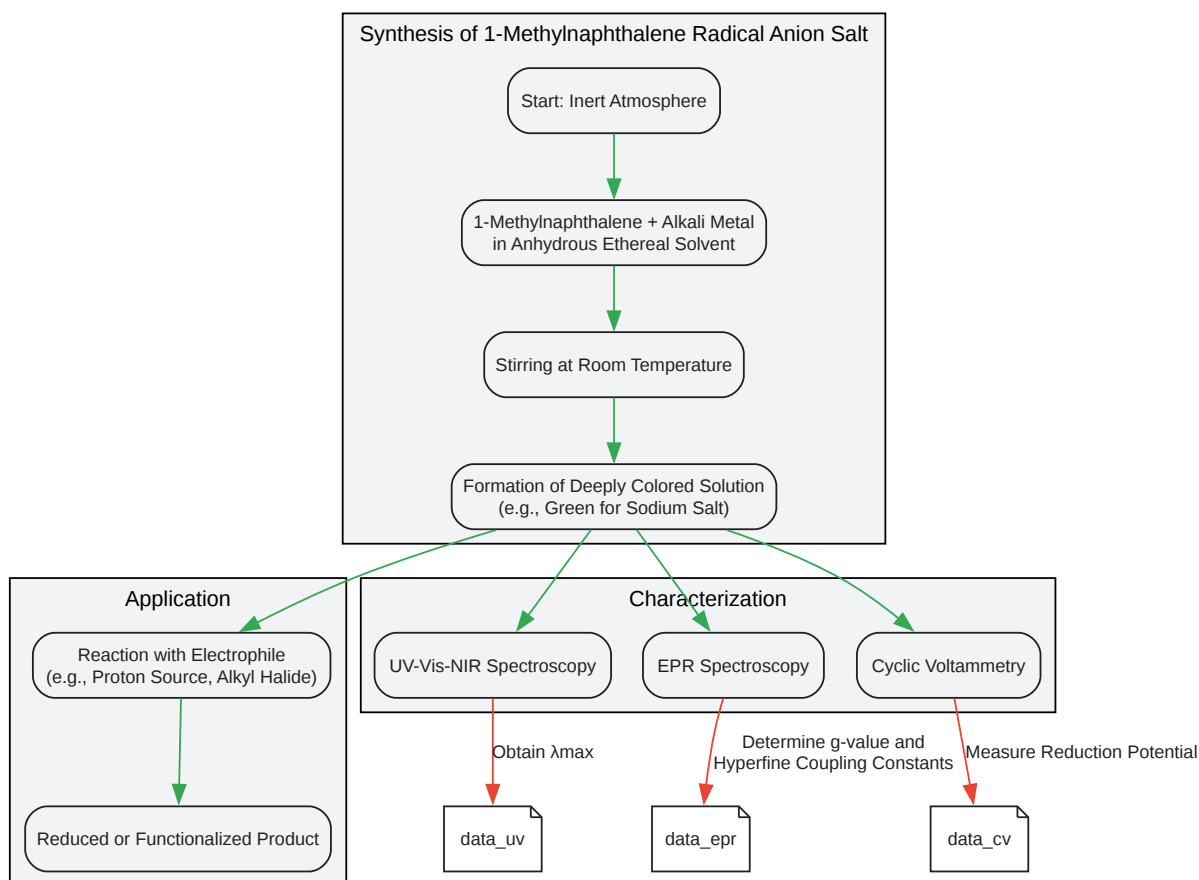 Synthesis of 1-Methylnaphthalene Radical Anion Salt
Start: Inert Atmosphere
1-Methylnaphthalene + Alkali Metal
in Anhydrous Ethereal Solvent
Stirring at Room Temperature
Formation of Deeply Colored Solution
(e.g., Green for Sodium Salt)
Application
Reaction with Electrophile
(e.g., Proton Source, Alkyl Halide)
Reduced or Functionalized Product
Characterization
UV-Vis-NIR Spectroscopy
EPR Spectroscopy
Cyclic Voltammetry
Obtain λmax
Determine g-value and
Hyperfine Coupling Constants
Measure Reduction Potential
data_uv
data_epr
data_cv